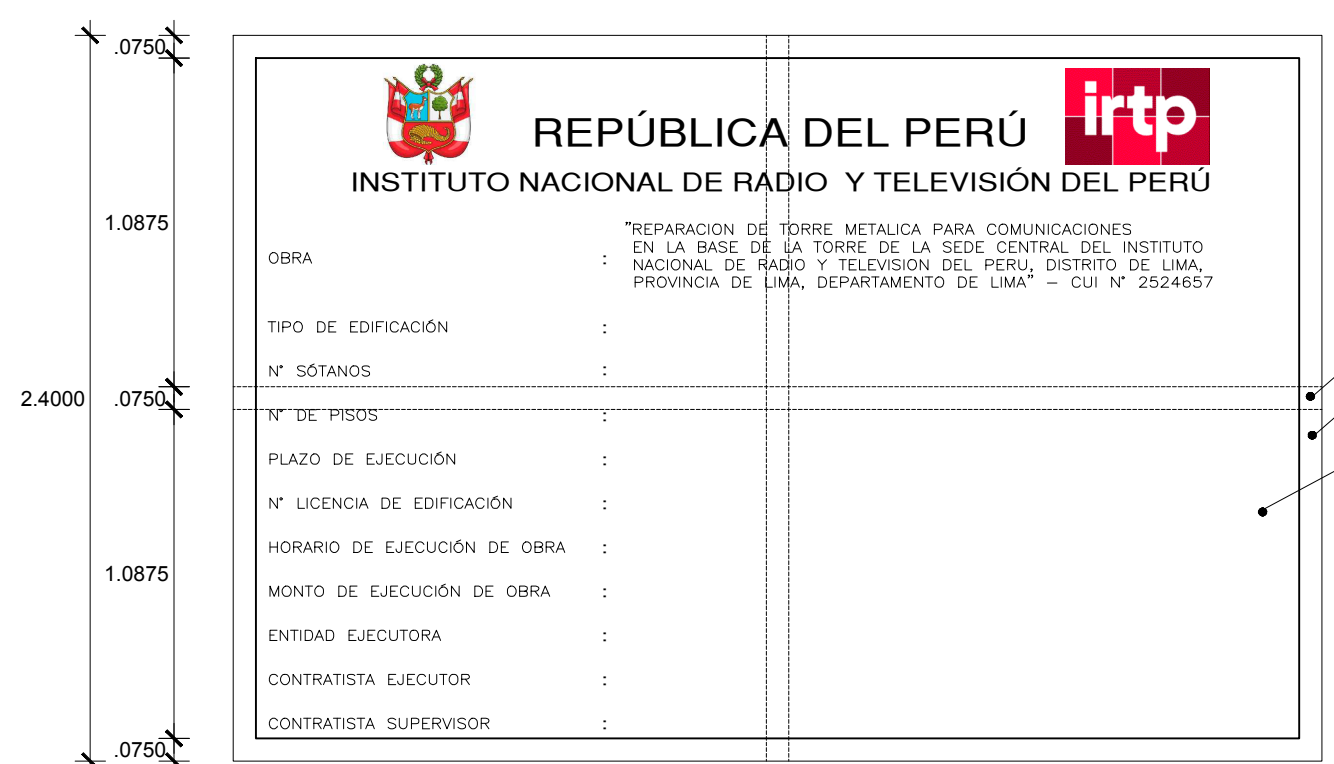 .0750
REPÚBLICA DEL PERÚ
irtp
INSTITUTO NACIONAL DE RADIO Y TELEVISIÓN DEL PERÚ
1.0875
OBRA : "REPARACION DE TORRE METALICA PARA COMUNICACIONES
EN LA BASE DE LA TORRE DE LA SEDE CENTRAL DEL INSTITUTO
NACIONAL DE RADIO Y TELEVISION DEL PERU, DISTRITO DE LIMA,
PROVINCIA DE LIMA, DEPARTAMENTO DE LIMA" – CUI N° 2524657
TIPO DE EDIFICACIÓN :
N° SÓTANOS :
2.4000 .0750
N° DE PISOS :
PLAZO DE EJECUCIÓN :
N° LICENCIA DE EDIFICACIÓN :
HORARIO DE EJECUCIÓN DE OBRA :
1.0875
MONTO DE EJECUCIÓN DE OBRA :
ENTIDAD EJECUTORA :
CONTRATISTA EJECUTOR :
CONTRATISTA SUPERVISOR :
.0750